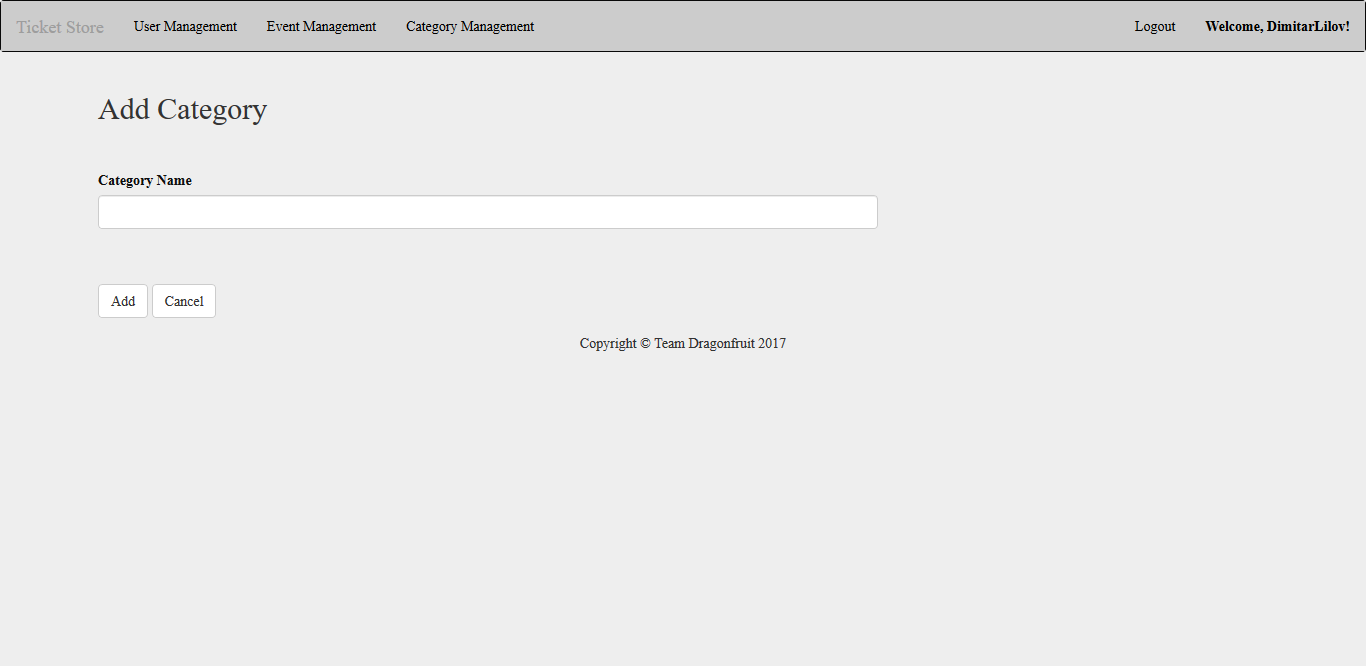 Ticket Store User Management Event Management Category Management Logout Welcome, DimitarLilov!
Add Category
Category Name
Add Cancel
Copyright © Team Dragonfruit 2017